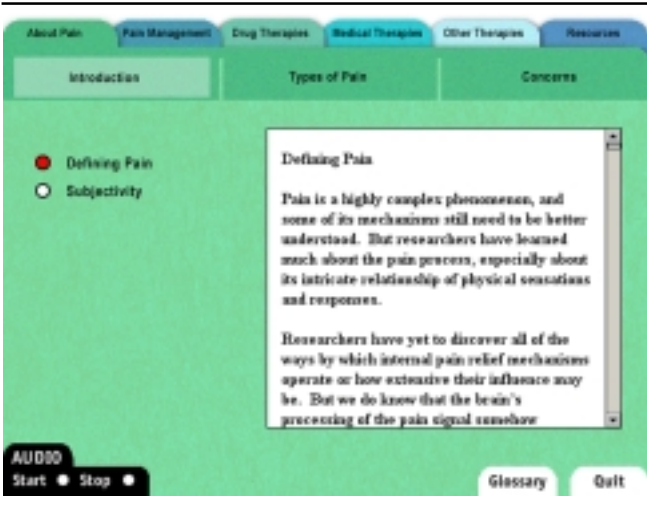 About Pain
Pain Management
Drug Therapies
Medical Therapies
Other Therapies
Resources
Introduction
Types of Pain
Concerns
Defining Pain
Subjectivity
Defining Pain
Pain is a highly complex phenomenon, and
some of its mechanisms still need to be better
understood. But researchers have learned
much about the pain process, especially about
its intricate relationship of physical sensations
and responses.
Researchers have yet to discover all of the
ways by which internal pain relief mechanisms
operate or how extensive their influence may
be. But we do know that the brain's
processing of the pain signal somehow
AUDIO
Start Stop
Glossary
Quit